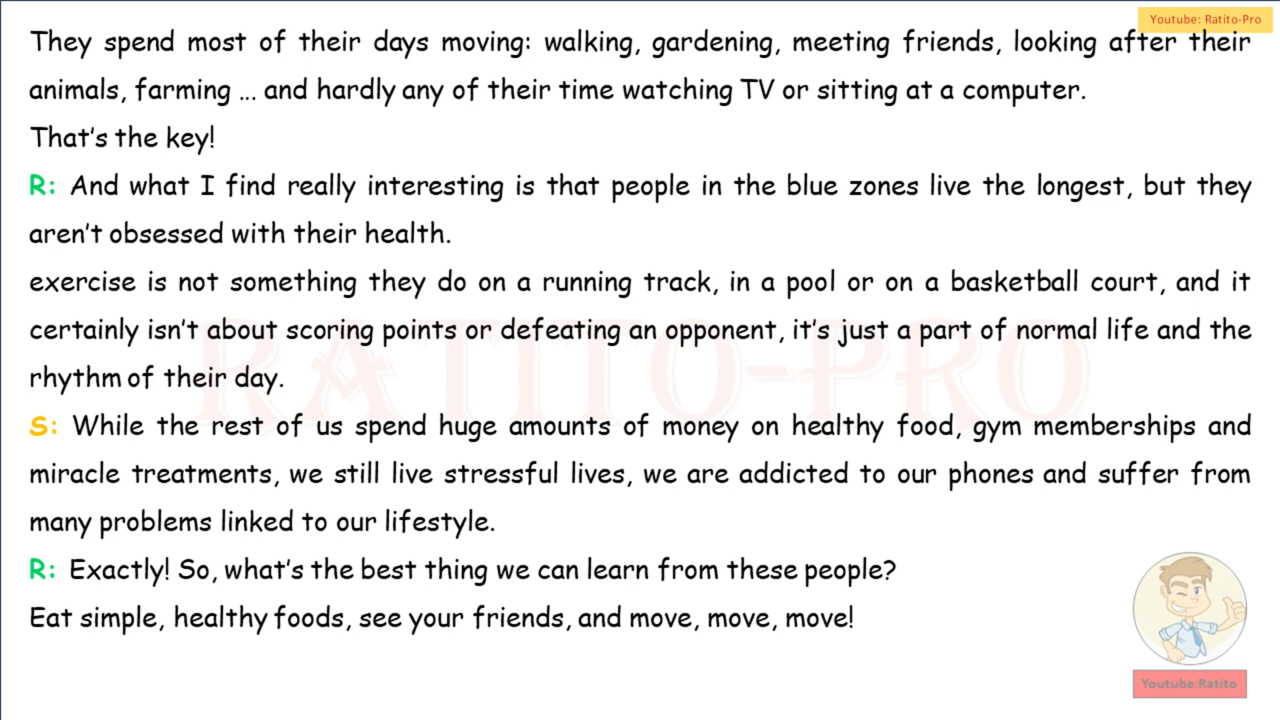 Youtube: Ratito-Pro
They spend most of their days moving: walking, gardening, meeting friends, looking after their
animals, farming ... and hardly any of their time watching TV or sitting at a computer.
That's the key!
R: And what I find really interesting is that people in the blue zones live the longest, but they
aren't obsessed with their health.
exercise is not something they do on a running track, in a pool or on a basketball court, and it
certainly isn't about scoring points or defeating an opponent, it's just a part of normal life and the
rhythm of their day.
RATITO-PRO
S: While the rest of us spend huge amounts of money on healthy food, gym memberships and
miracle treatments, we still live stressful lives, we are addicted to our phones and suffer from
many problems linked to our lifestyle.
R: Exactly! So, what's the best thing we can learn from these people?
Eat simple, healthy foods, see your friends, and move, move, move!
Youtube:Ratito